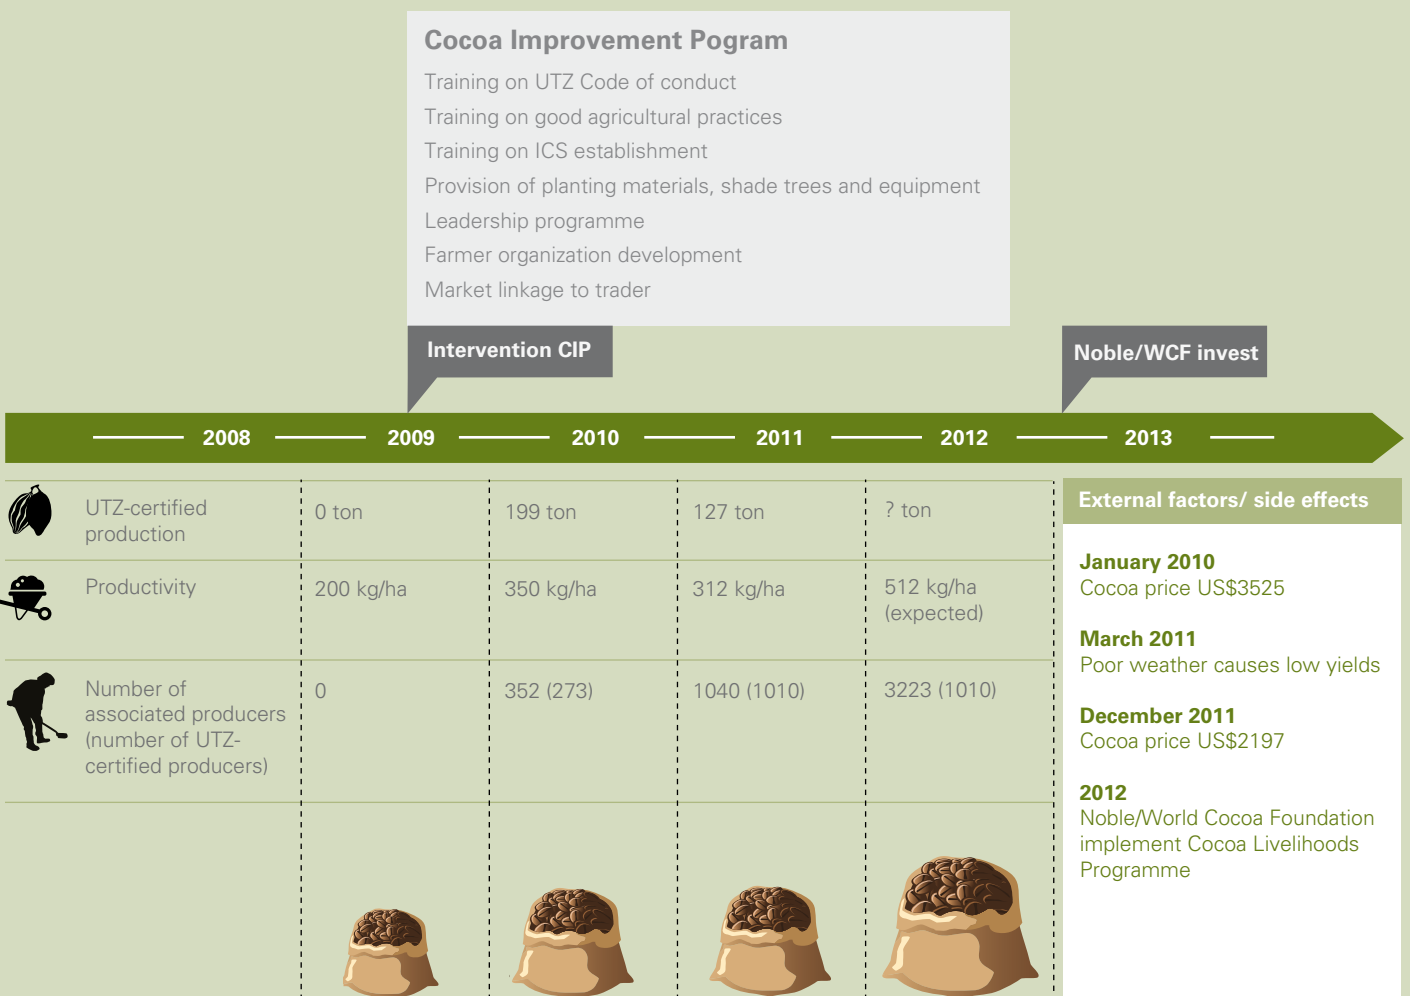 Cocoa Improvement Pogram
Training on UTZ Code of conduct
Training on good agricultural practices
Training on ICS establishment
Provision of planting materials, shade trees and equipment
Leadership programme
Farmer organization development
Market linkage to trader
Intervention CIP
Noble/WCF invest
2008 2009 2010 2011 2012 2013
UTZ-certified
production
0 ton
199 ton
127 ton
? ton
Productivity
200 kg/ha
350 kg/ha
312 kg/ha
512 kg/ha
(expected)
Number of
associated producers
(number of UTZ-
certified producers)
0
352 (273)
1040 (1010)
3223 (1010)
External factors/ side effects
January 2010
Cocoa price US$3525
March 2011
Poor weather causes low yields
December 2011
Cocoa price US$2197
2012
Noble/World Cocoa Foundation
implement Cocoa Livelihoods
Programme